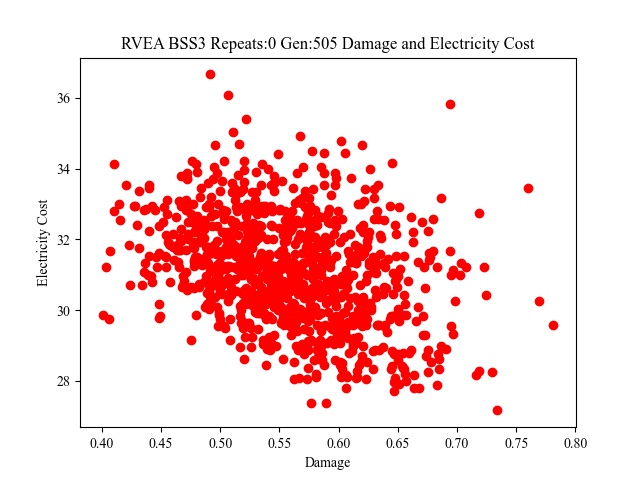 RVEA BSS3 Repeats:0 Gen:505 Damage and Electricity Cost
36
34
32
30
28
Electricity Cost
0.40 0.45 0.50 0.55 0.60 0.65 0.70 0.75 0.80
Damage